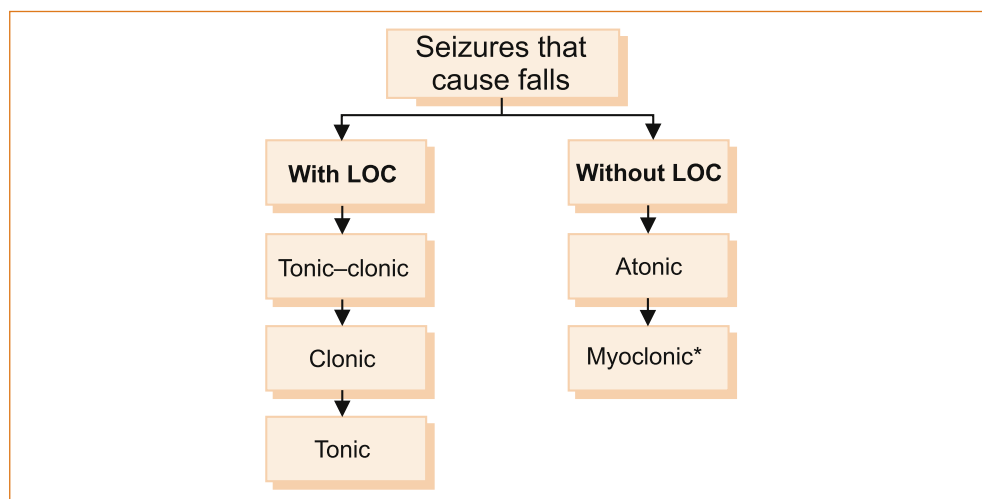 Seizures that
cause falls
With LOC
Without LOC
Tonic–clonic
Atonic
Clonic
Myoclonic*
Tonic